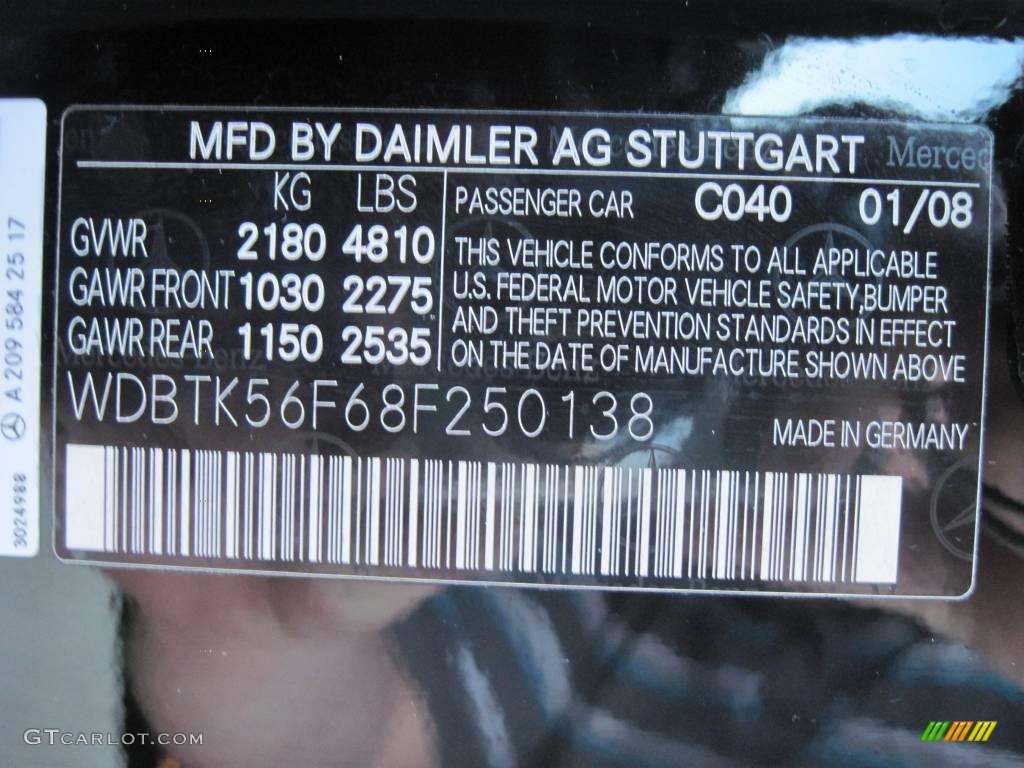 MFD BY DAIMLER AG STUTTGART
Merced
KG LBS
GVWR 2180 4810
GAWR FRONT 1030 2275
GAWR REAR 1150 2535
PASSENGER CAR C040 01/08
THIS VEHICLE CONFORMS TO ALL APPLICABLE
U.S. FEDERAL MOTOR VEHICLE SAFETY,BUMPER
AND THEFT PREVENTION STANDARDS IN EFFECT
ON THE DATE OF MANUFACTURE SHOWN ABOVE
WDBTK56F68F250138
MADE IN GERMANY
A 209 584 25 17
3024988
GTCARLOT.COM